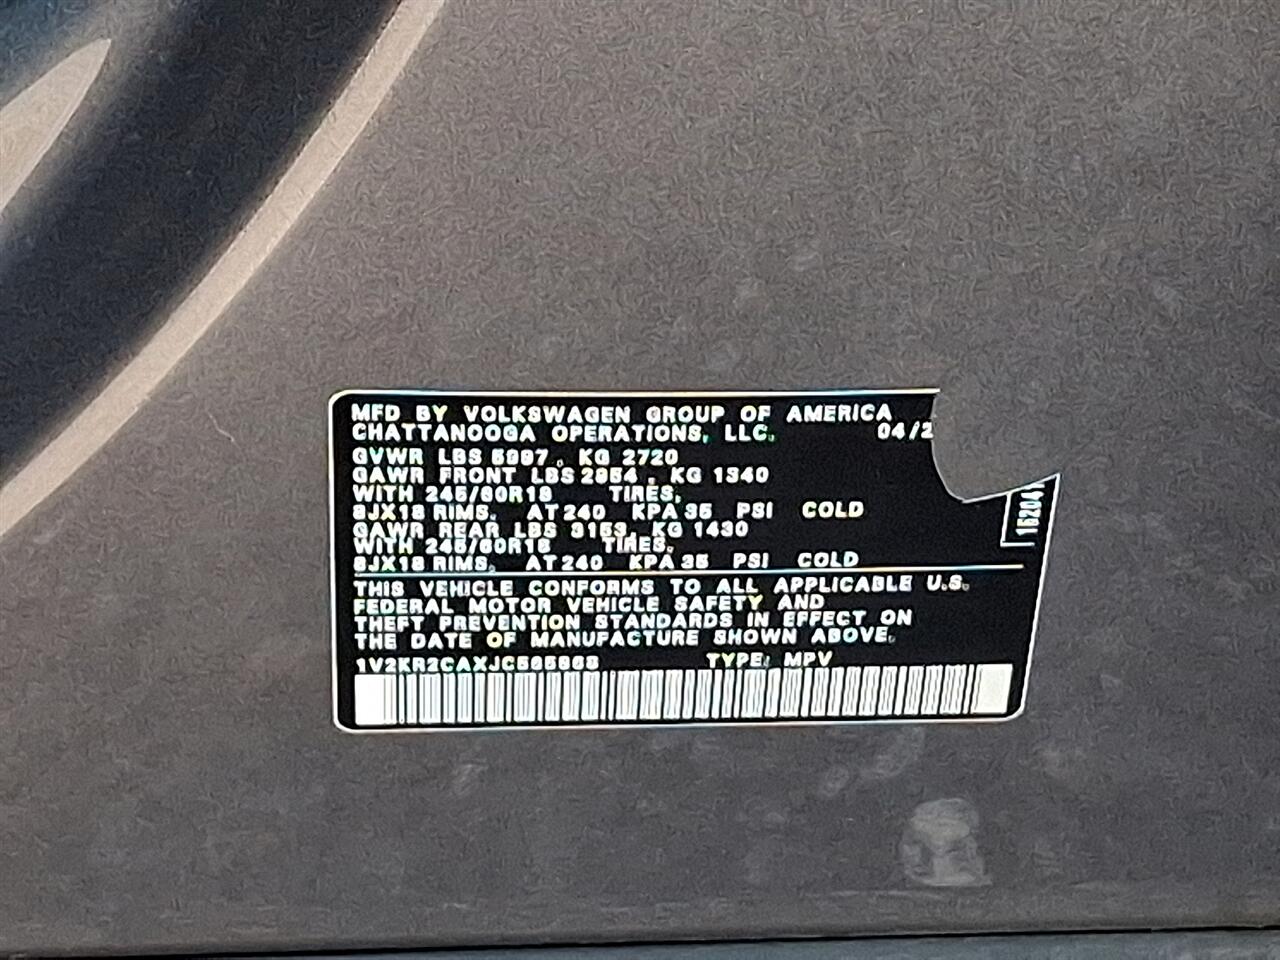 MFD BY VOLKSWAGEN GROUP OF AMERICA
CHATTANOOGA OPERATIONS, LLC. 04/2
GVWR LBS 5997 , KG 2720
GAWR FRONT LBS 2954 , KG 1340
WITH 245/60R18 TIRES,
8JX18 RIMS, AT 240 KPA 35 PSI COLD
GAWR REAR LBS 3153, KG 1430
WITH 245/60R18 TIRES,
8JX18 RIMS, AT 240 KPA 35 PSI COLD
THIS VEHICLE CONFORMS TO ALL APPLICABLE U.S.
FEDERAL MOTOR VEHICLE SAFETY AND
THEFT PREVENTION STANDARDS IN EFFECT ON
THE DATE OF MANUFACTURE SHOWN ABOVE.
TYPE: MPV